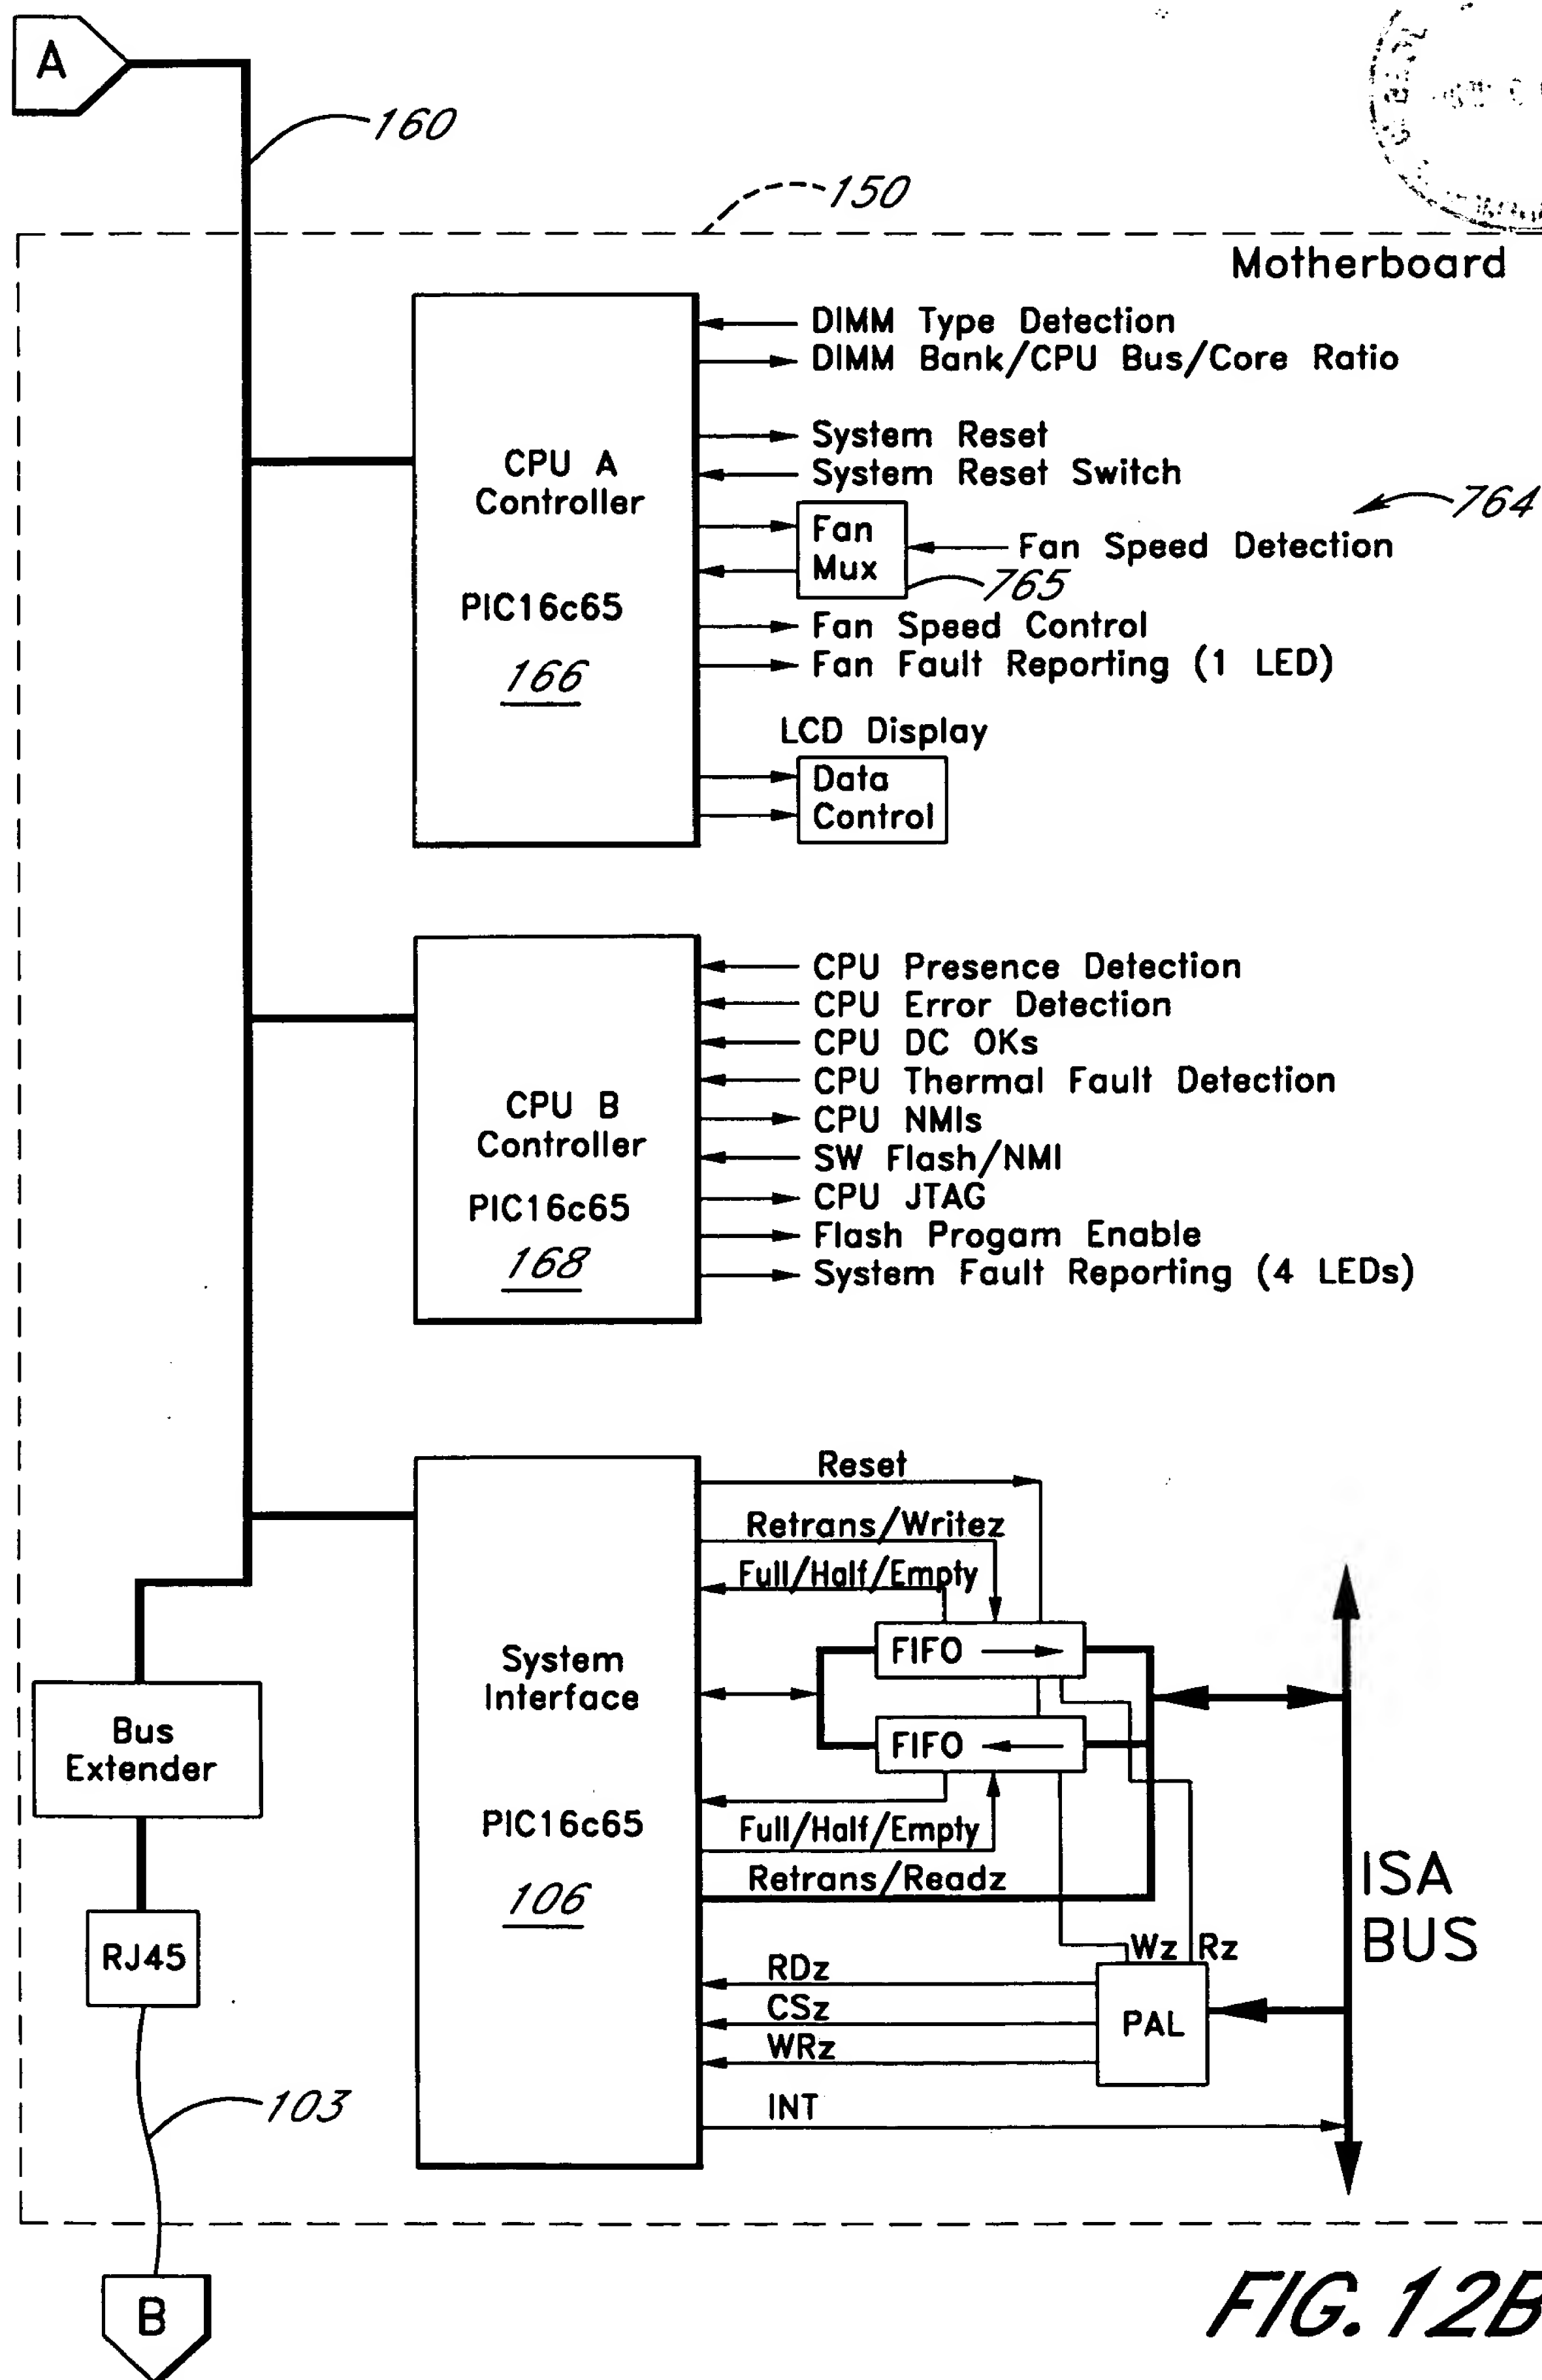 A
160
150
Motherboard
DIMM Type Detection
DIMM Bank/CPU Bus/Core Ratio
System Reset
System Reset Switch
764
CPU A
Controller
PIC16c65
166
Fan
Mux
Fan Speed Detection
765
Fan Speed Control
Fan Fault Reporting (1 LED)
LCD Display
Data
Control
CPU Presence Detection
CPU Error Detection
CPU DC OKs
CPU Thermal Fault Detection
CPU NMIs
SW Flash/NMI
CPU JTAG
Flash Progam Enable
System Fault Reporting (4 LEDs)
CPU B
Controller
PIC16c65
168
Reset
Retrans/Writez
Full/Half/Empty
FIFO
FIFO
System
Interface
PIC16c65
106
Full/Half/Empty
Retrans/Readz
Bus
Extender
RJ45
ISA
BUS
Wz Rz
RDz
CSz
WRz
PAL
INT
103
B
FIG. 12B